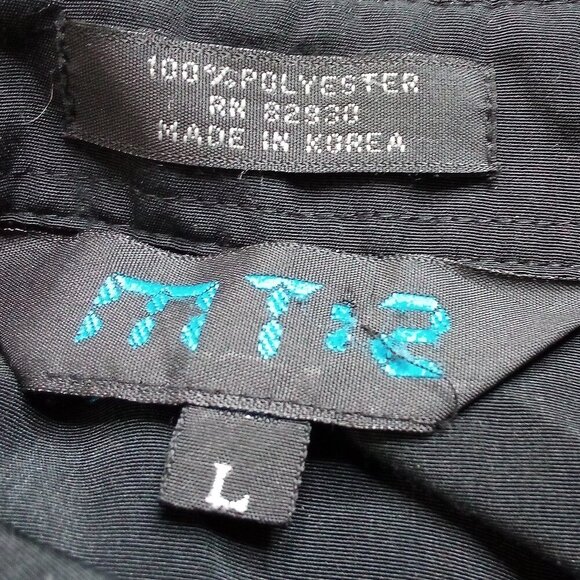 100% POLYESTER
RN 82930
MADE IN KOREA
MT:2
L